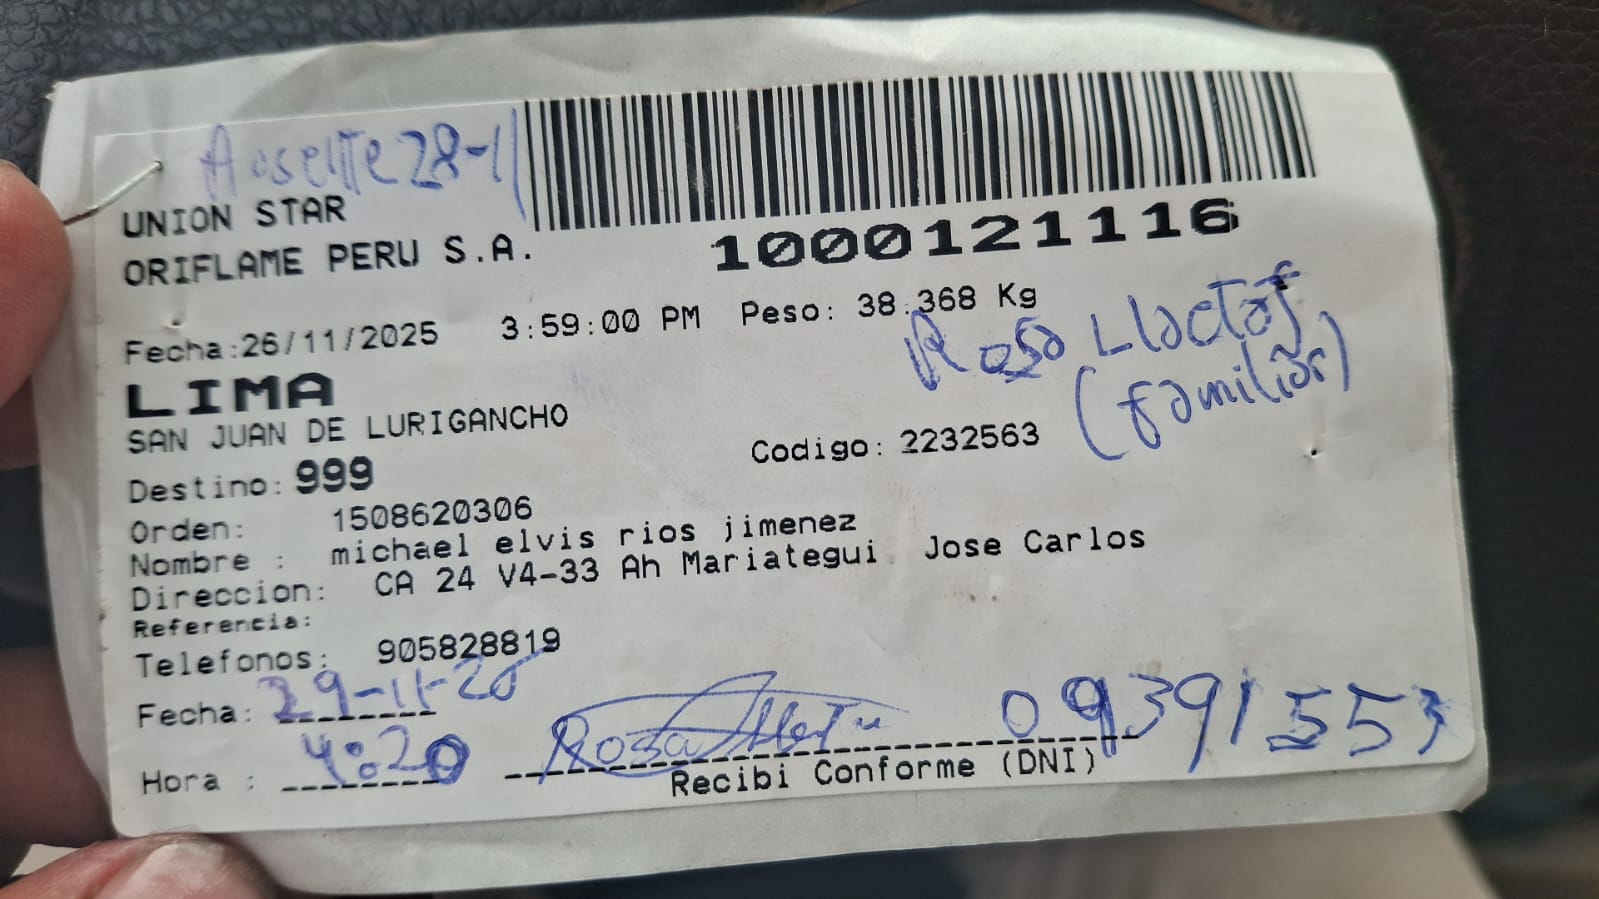 Ausente 28-11
UNION STAR
ORIFLAME PERU S.A.
1000121116
Fecha:26/11/2025 3:59:00 PM Peso: 38.368 Kg
Rosa Llactas
(familiar)
LIMA
SAN JUAN DE LURIGANCHO
Codigo: 2232563
Destino: 999
Orden: 1508620306
Nombre : michael elvis rios jimenez
Direccion: CA 24 V4-33 Ah Mariategui Jose Carlos
Referencia:
Telefonos: 905828819
Fecha: 29-11-25
Hora : 4:20 Rosa 09391553
Recibi Conforme (DNI)